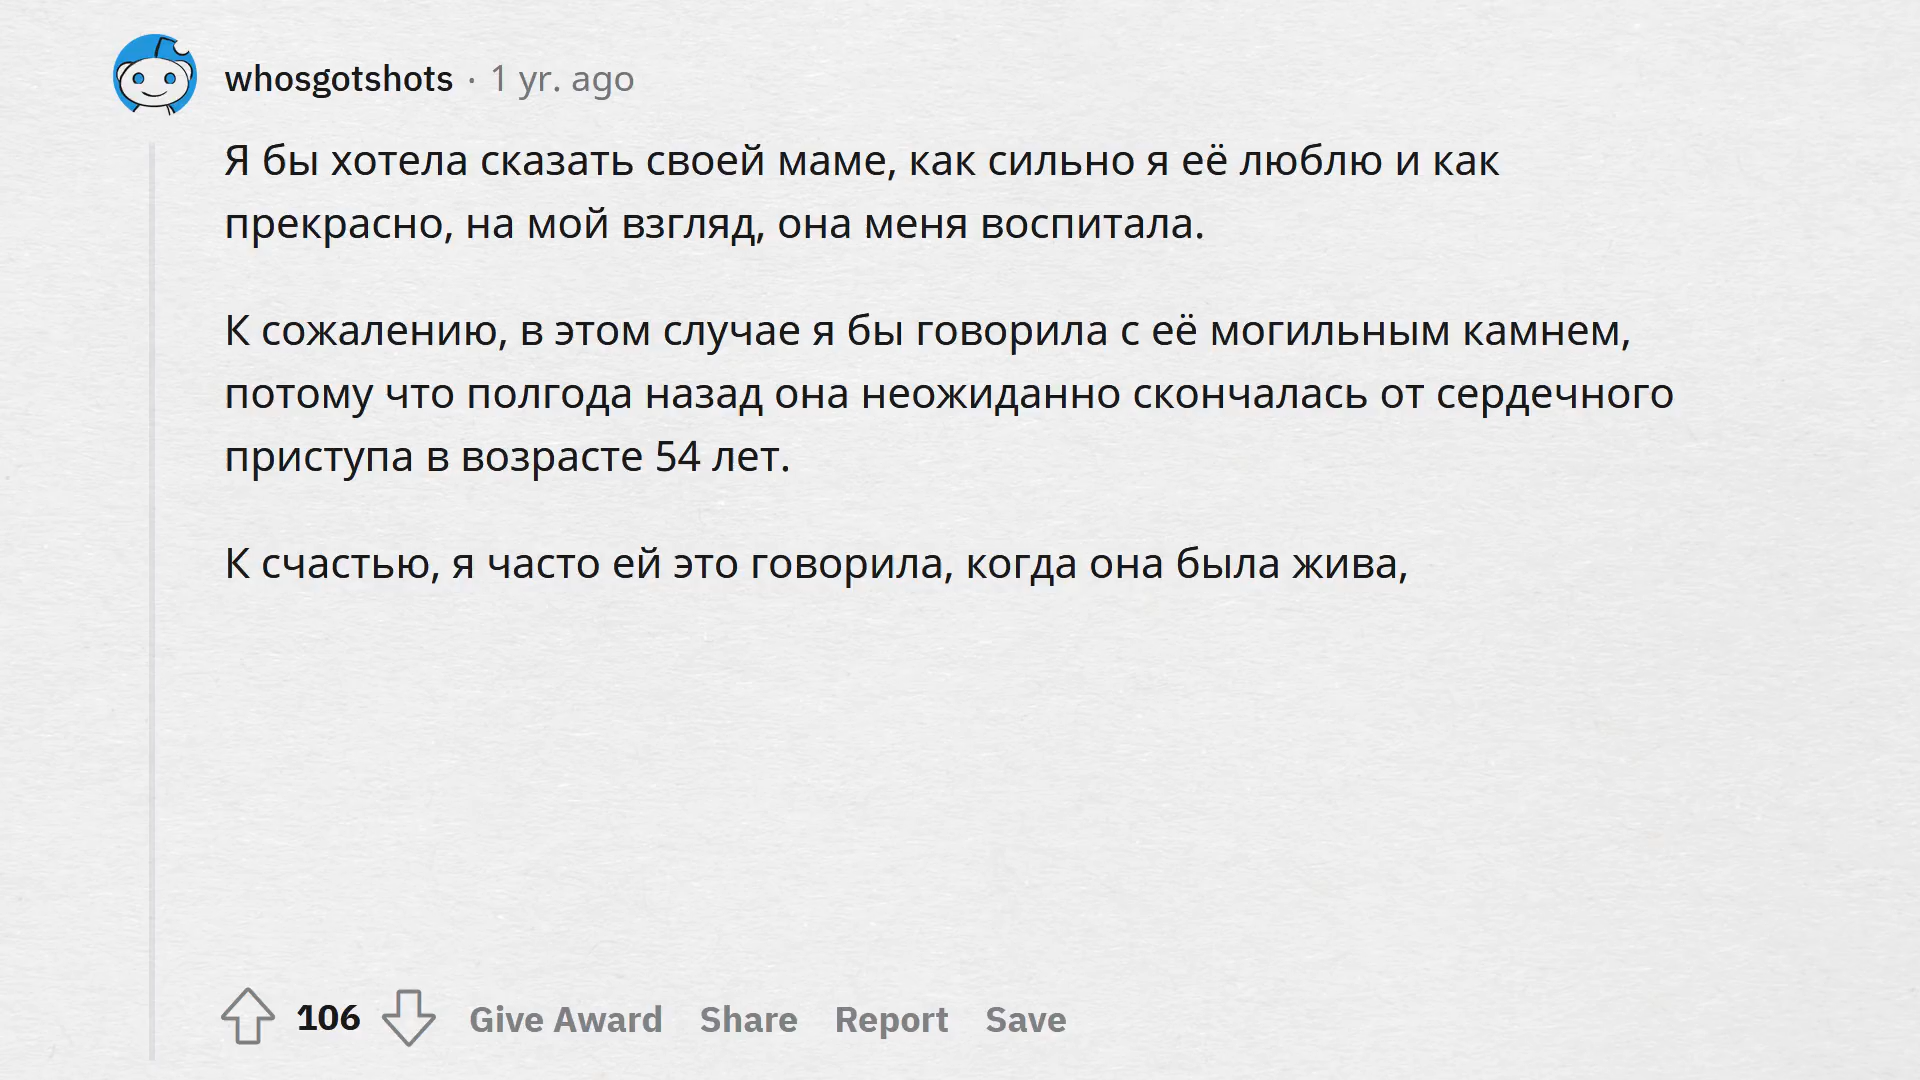 whosgotshots · 1 yr. ago
Я бы хотела сказать своей маме, как сильно я её люблю и как
прекрасно, на мой взгляд, она меня воспитала.
К сожалению, в этом случае я бы говорила с её могильным камнем,
потому что полгода назад она неожиданно скончалась от сердечного
приступа в возрасте 54 лет.
К счастью, я часто ей это говорила, когда она была жива,
106 Give Award Share Report Save